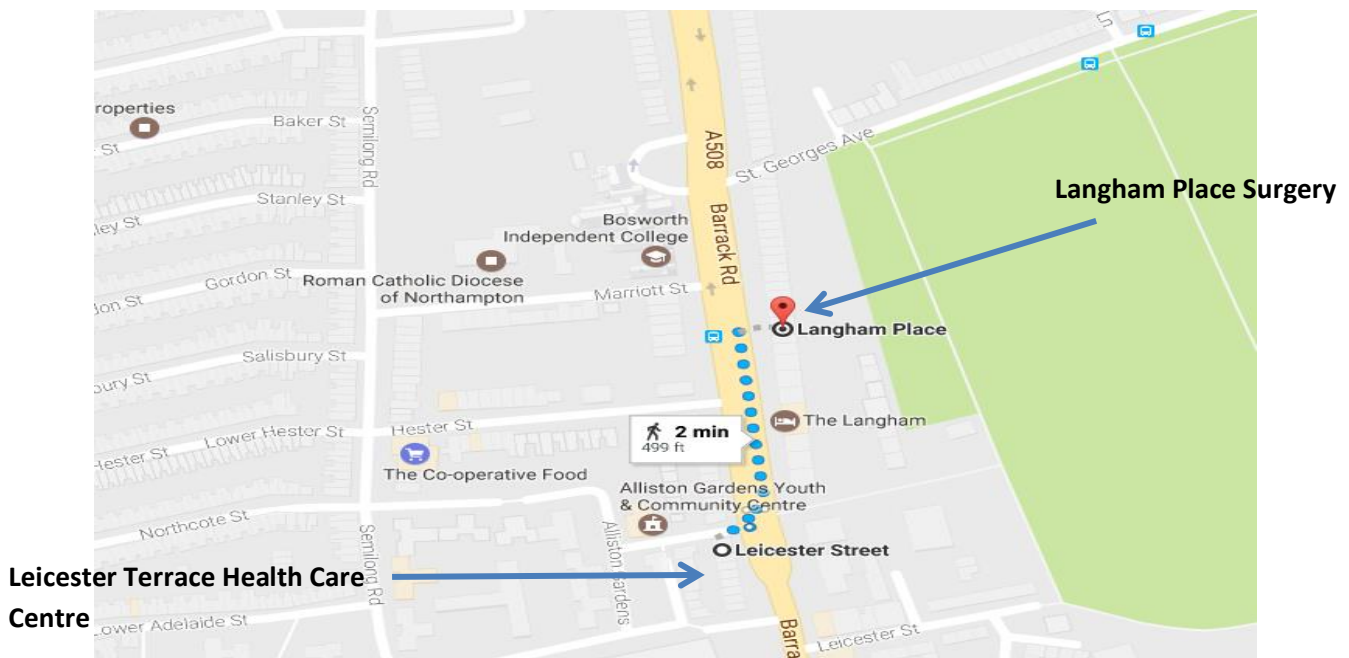 roperties
Baker St
St
Semilong Rd
A508
St. Georges Ave
Ln
Langham Place Surgery
Stanley St
ley St
Bosworth
Independent College
Barrack Rd
Gordon St
don St
Roman Catholic Diocese
of Northampton
Marriott St
Langham Place
Salisbury St
bury St
2 min
499 ft
The Langham
Hester St
Lower Hester St
Hester St
The Co-operative Food
Alliston Gardens Youth
& Community Centre
Northcote St
Semilong Rd
Alliston Gardens
Leicester Street
Leicester Terrace Health Care
Centre
Lower Adelaide St
Barra
Leicester St